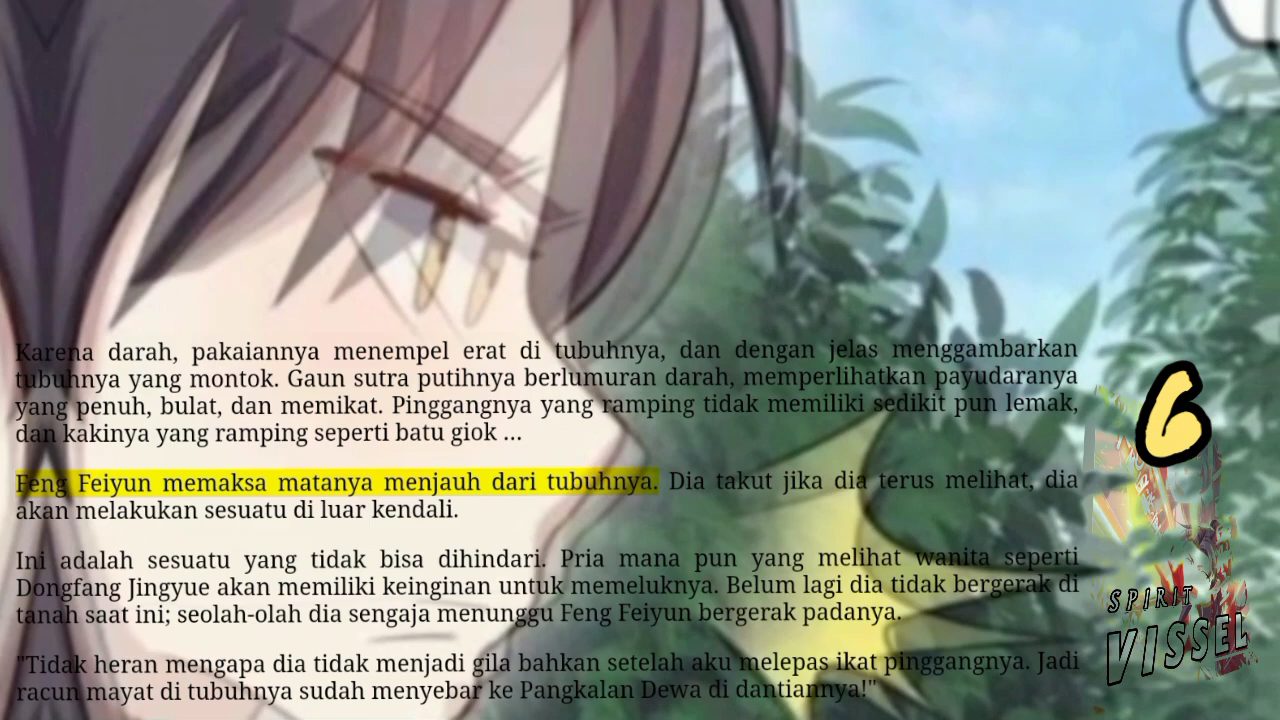 Karena darah, pakaiannya menempel erat di tubuhnya, dan dengan jelas menggambarkan
tubuhnya yang montok. Gaun sutra putihnya berlumuran darah, memperlihatkan payudaranya
yang penuh, bulat, dan memikat. Pinggangnya yang ramping tidak memiliki sedikit pun lemak,
dan kakinya yang ramping seperti batu giok ...
Feng Feiyun memaksa matanya menjauh dari tubuhnya. Dia takut jika dia terus melihat, dia
akan melakukan sesuatu di luar kendali.
Ini adalah sesuatu yang tidak bisa dihindari. Pria mana pun yang melihat wanita seperti
Dongfang Jingyue akan memiliki keinginan untuk memeluknya. Belum lagi dia tidak bergerak di
tanah saat ini; seolah-olah dia sengaja menunggu Feng Feiyun bergerak padanya.
"Tidak heran mengapa dia tidak menjadi gila bahkan setelah aku melepas ikat pinggangnya. Jadi
racun mayat di tubuhnya sudah menyebar ke Pangkalan Dewa di dantiannya!"
6
SPIRIT
VISSEL